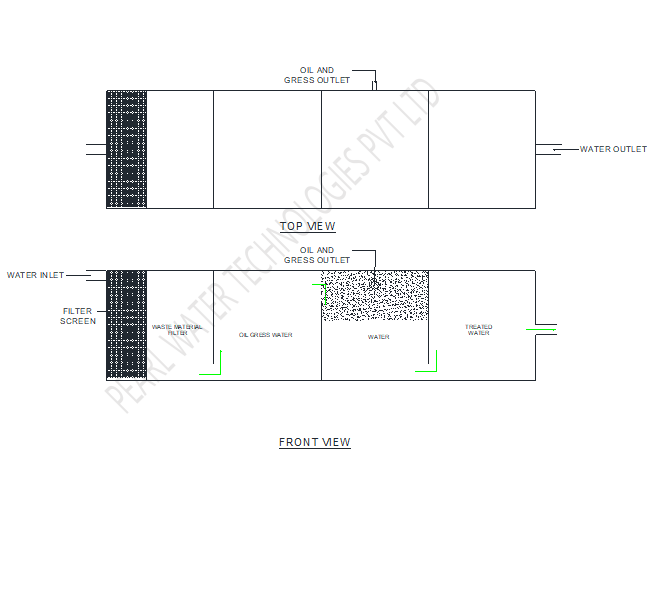 OIL AND
GRESS OUTLET
WATER OUTLET
TOP VIEW
OIL AND
GRESS OUTLET
WATER INLET
FILTER
SCREEN
WASTE MATERIAL
FILTER
OIL GRESS WATER
WATER
TREATED
WATER
FRONT VIEW
PEARL WATER TECHNOLOGIES PVT LTD